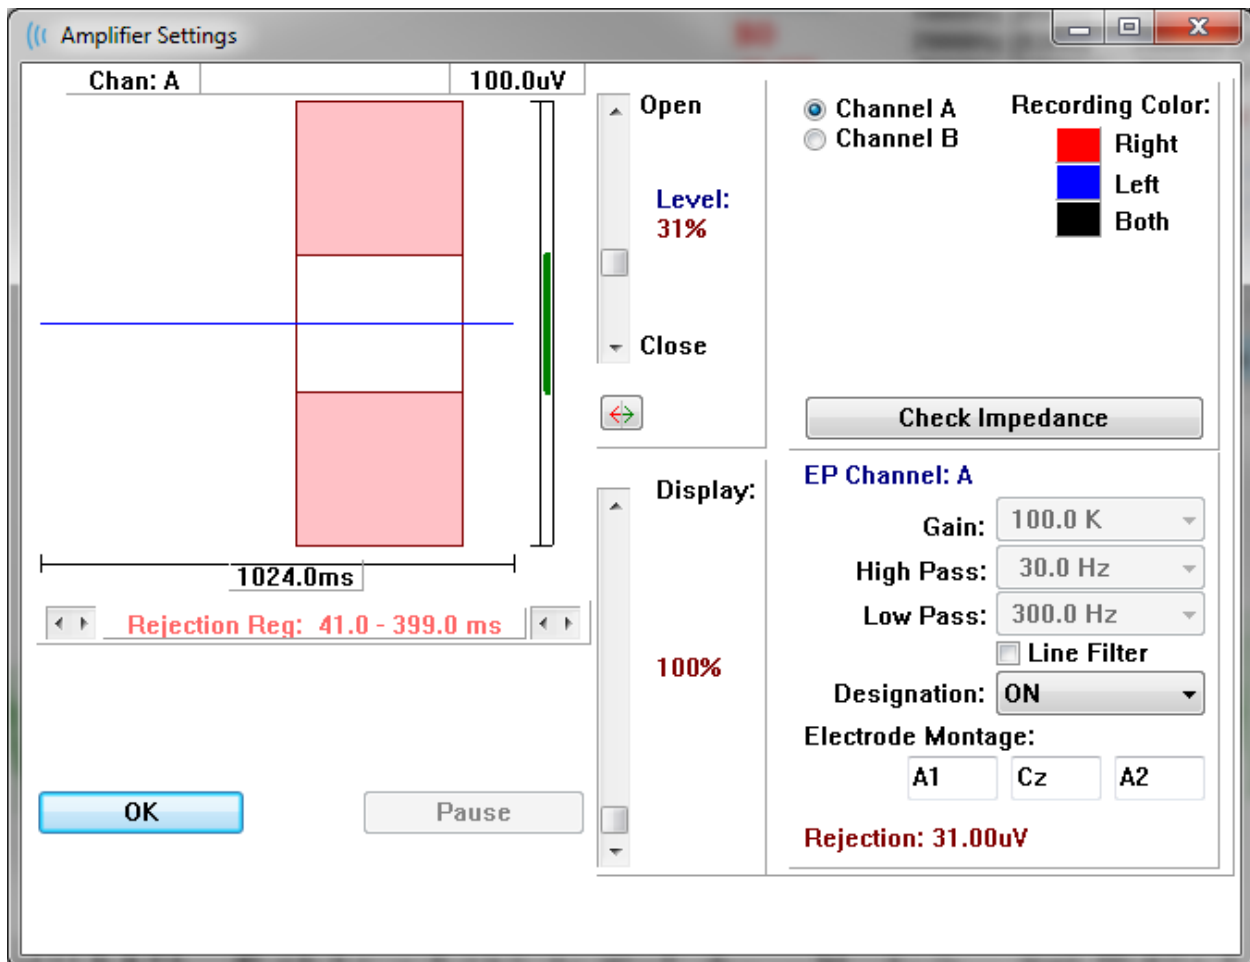 Amplifier Settings
Chan: A
100.0uV
1024.0ms
Rejection Reg: 41.0 - 399.0 ms
OK
Pause
Open
Level:
31%
Close
Display:
100%
Channel A
Channel B
Recording Color:
Right
Left
Both
Check Impedance
EP Channel: A
Gain: 100.0 K
High Pass: 30.0 Hz
Low Pass: 300.0 Hz
Line Filter
Designation: ON
Electrode Montage:
A1 Cz A2
Rejection: 31.00uV